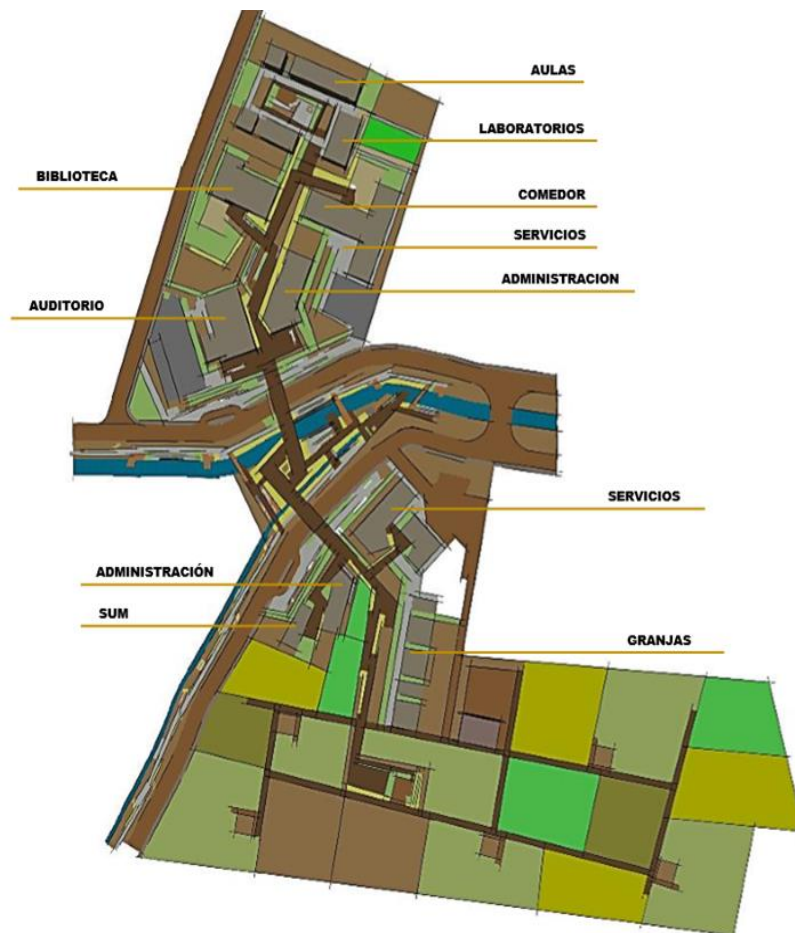 AULAS
LABORATORIOS
BIBLIOTECA
COMEDOR
SERVICIOS
ADMINISTRACION
AUDITORIO
SERVICIOS
ADMINISTRACIÓN
SUM
GRANJAS